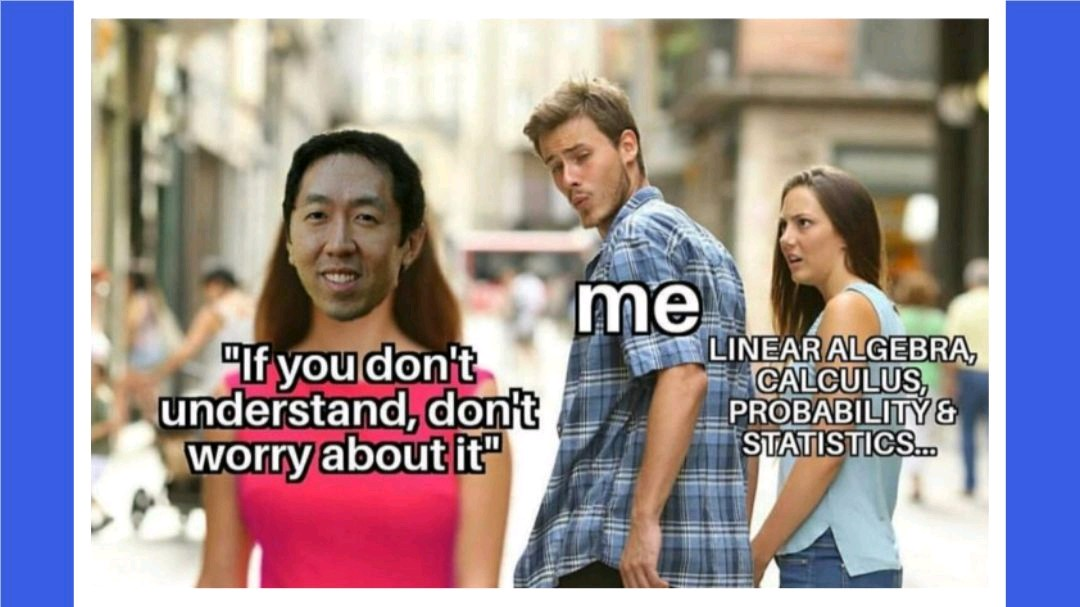 "If you don't
understand, don't
worry about it"
me
LINEAR ALGEBRA,
CALCULUS,
PROBABILITY &
STATISTICS...